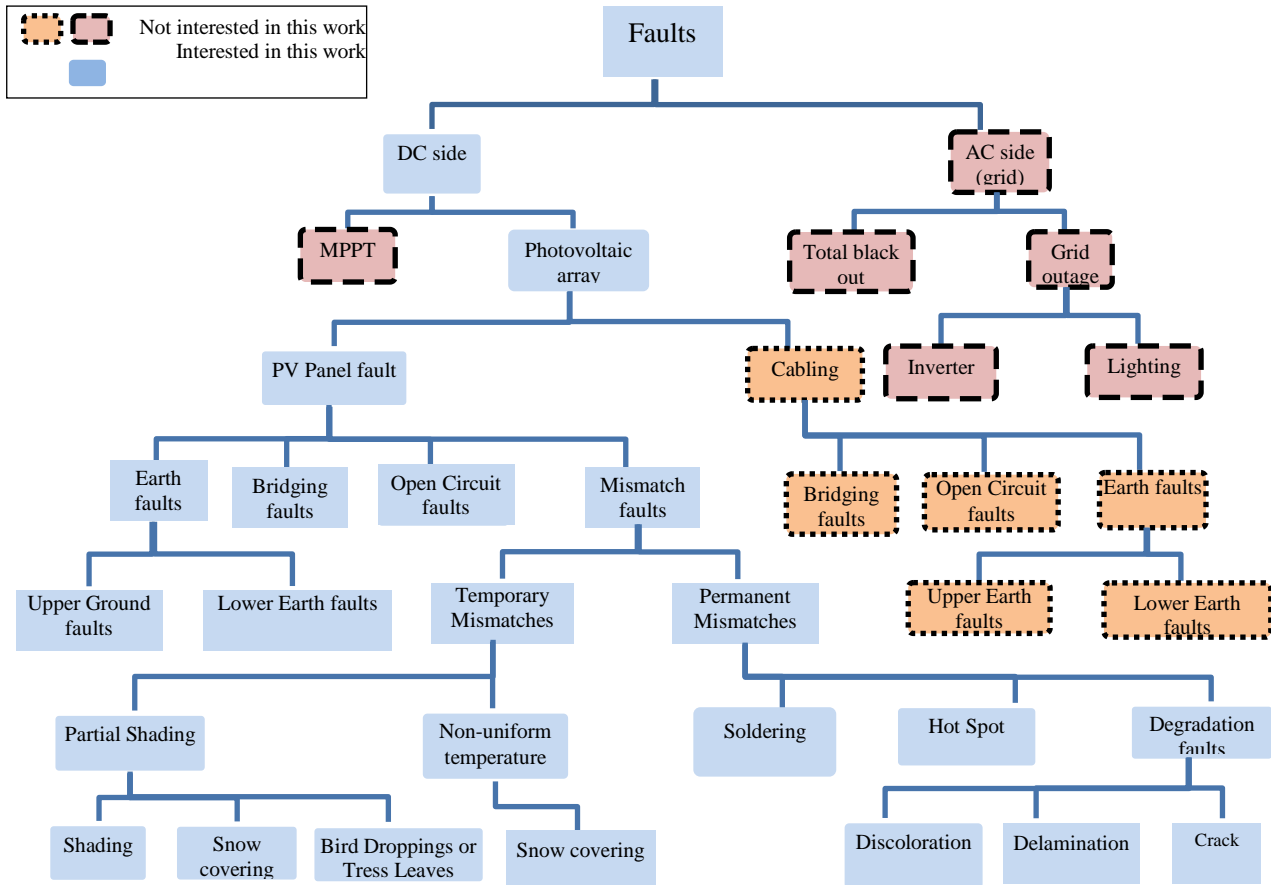 Not interested in this work
Interested in this work
Faults
DC side
AC side
(grid)
MPPT
Photovoltaic
array
Total black
out
Grid
outage
PV Panel fault
Cabling
Inverter
Lighting
Earth
faults
Bridging
faults
Open Circuit
faults
Mismatch
faults
Bridging
faults
Open Circuit
faults
Earth faults
Upper Ground
faults
Lower Earth faults
Temporary
Mismatches
Permanent
Mismatches
Upper Earth
faults
Lower Earth
faults
Partial Shading
Non-uniform
temperature
Soldering
Hot Spot
Degradation
faults
Shading
Snow
covering
Bird Droppings or
Tress Leaves
Snow covering
Discoloration
Delamination
Crack